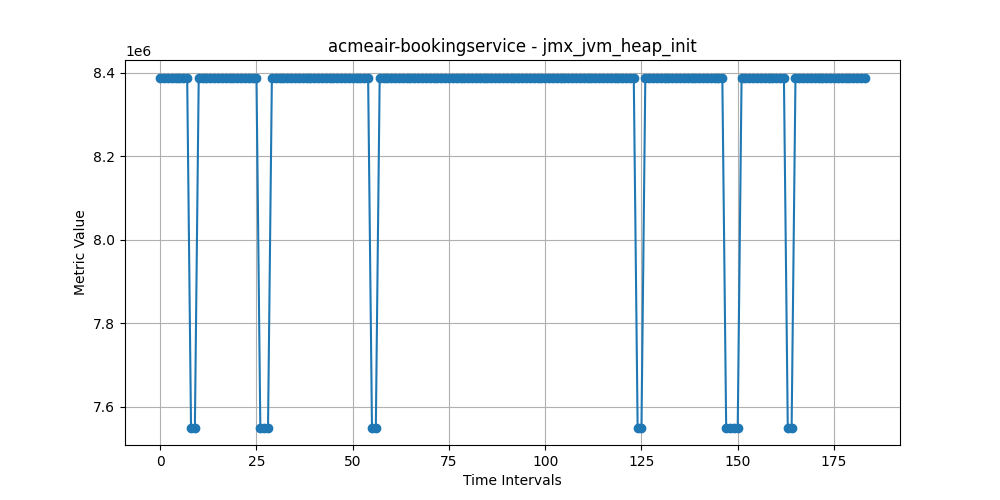 acmeair-bookingservice - jmx_jvm_heap_init
1e6
8.4
8.2
8.0
7.8
7.6
Metric Value
0 25 50 75 100 125 150 175
Time Intervals